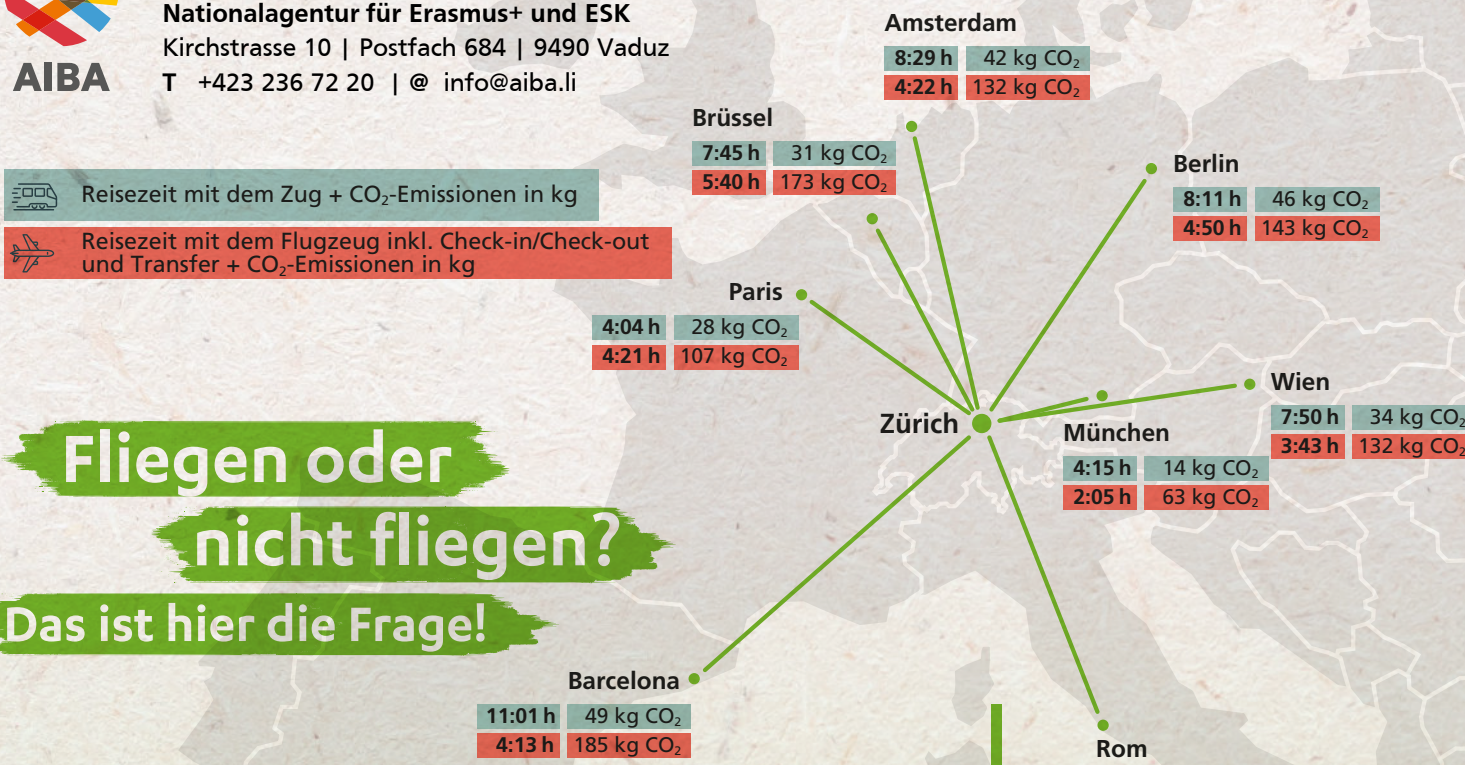 AIBA
Nationalagentur für Erasmus+ und ESK
Kirchstrasse 10 | Postfach 684 | 9490 Vaduz
T +423 236 72 20 | @ info@aiba.li
Reisezeit mit dem Zug + CO₂-Emissionen in kg
Reisezeit mit dem Flugzeug inkl. Check-in/Check-out
und Transfer + CO₂-Emissionen in kg
Fliegen oder
nicht fliegen?
Das ist hier die Frage!
Amsterdam
8:29 h 42 kg CO₂
4:22 h 132 kg CO₂
Brüssel
7:45 h 31 kg CO₂
5:40 h 173 kg CO₂
Berlin
8:11 h 46 kg CO₂
4:50 h 143 kg CO₂
Paris
4:04 h 28 kg CO₂
4:21 h 107 kg CO₂
Zürich
Wien
7:50 h 34 kg CO₂
3:43 h 132 kg CO₂
München
4:15 h 14 kg CO₂
2:05 h 63 kg CO₂
Barcelona
11:01 h 49 kg CO₂
4:13 h 185 kg CO₂
Rom